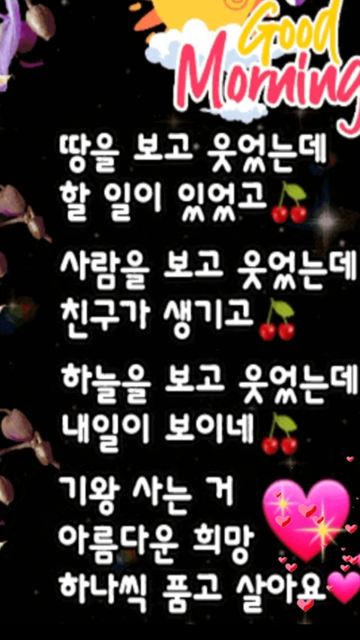 Good
Morning
땅을 보고 웃었는데
할 일이 있었고
사람을 보고 웃었는데
친구가 생기고
하늘을 보고 웃었는데
내일이 보이네
기왕 사는 거
아름다운 희망
하나씩 품고 살아요